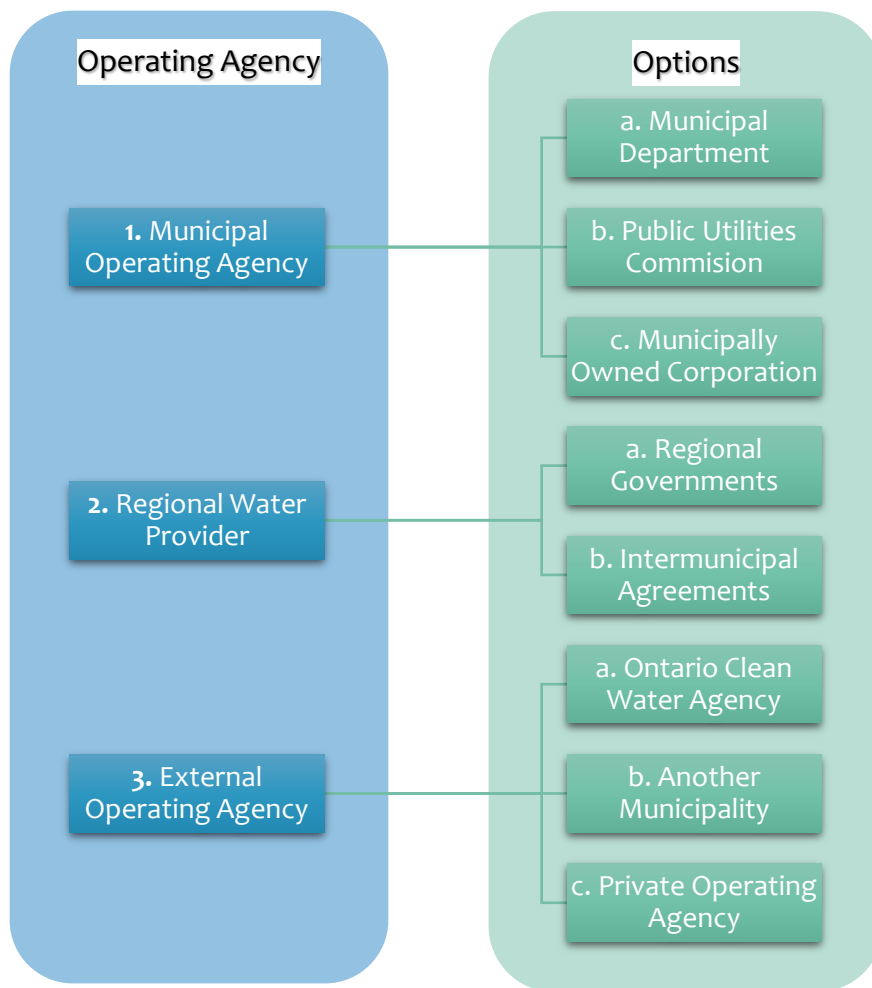 Operating Agency
Options
1. Municipal
Operating Agency
a. Municipal
Department
b. Public Utilities
Commision
c. Municipally
Owned Corporation
2. Regional Water
Provider
a. Regional
Governments
b. Intermunicipal
Agreements
3. External
Operating Agency
a. Ontario Clean
Water Agency
b. Another
Municipality
c. Private Operating
Agency